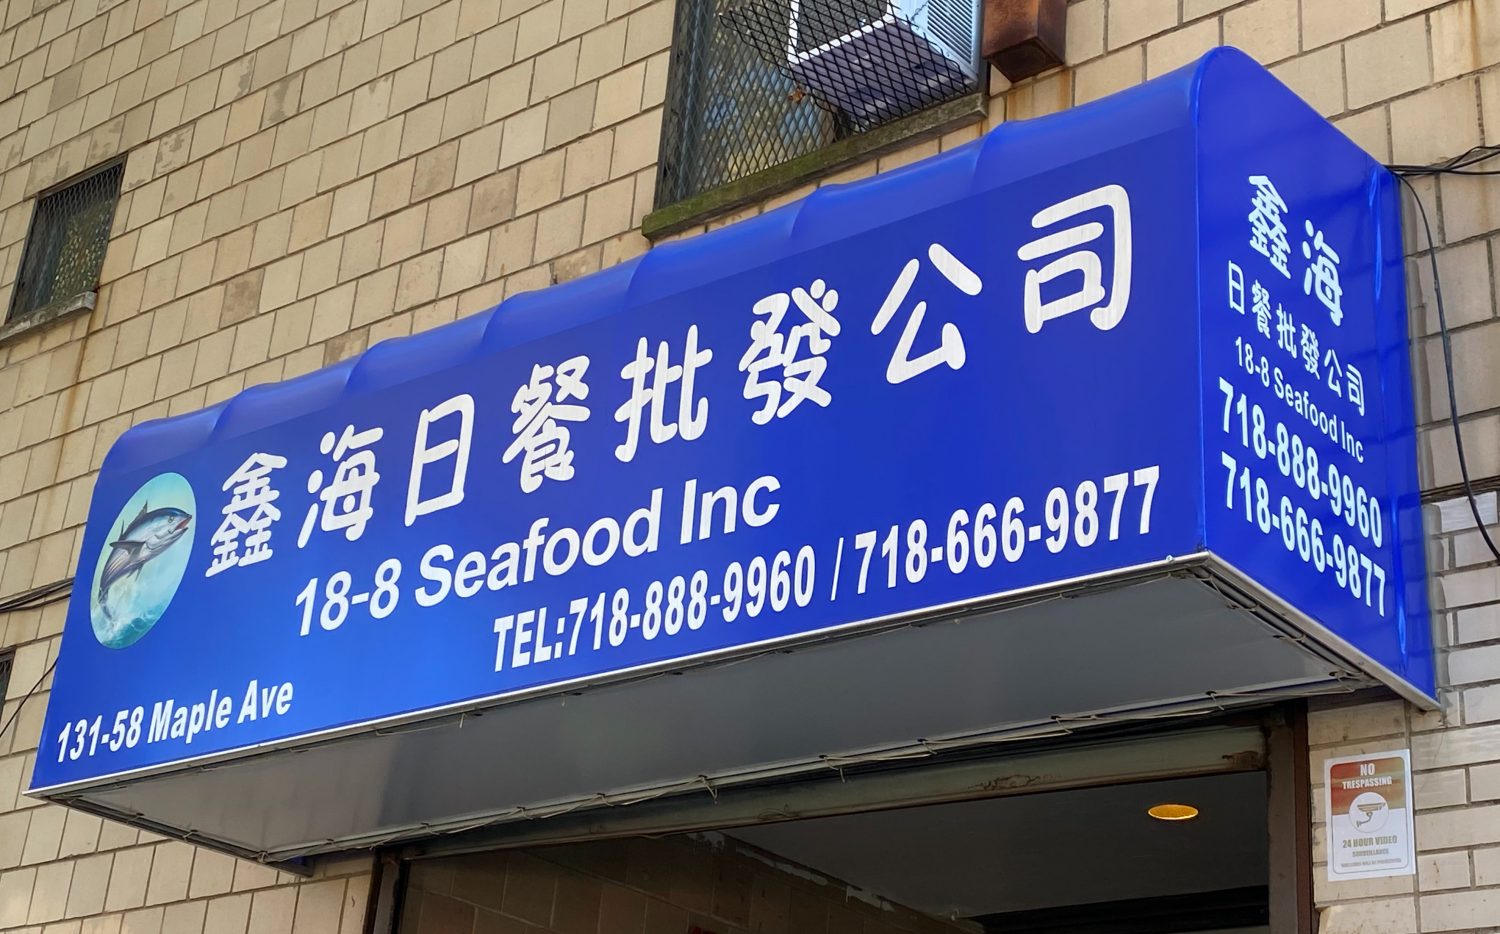 鑫海日餐批發公司
18-8 Seafood Inc
TEL:718-888-9960 / 718-666-9877
131-58 Maple Ave
鑫海
日餐批發公司
18-8 Seafood Inc
718-888-9960
718-666-9877
NO
TRESPASSING
24 HOUR VIDEO
SURVEILLANCE